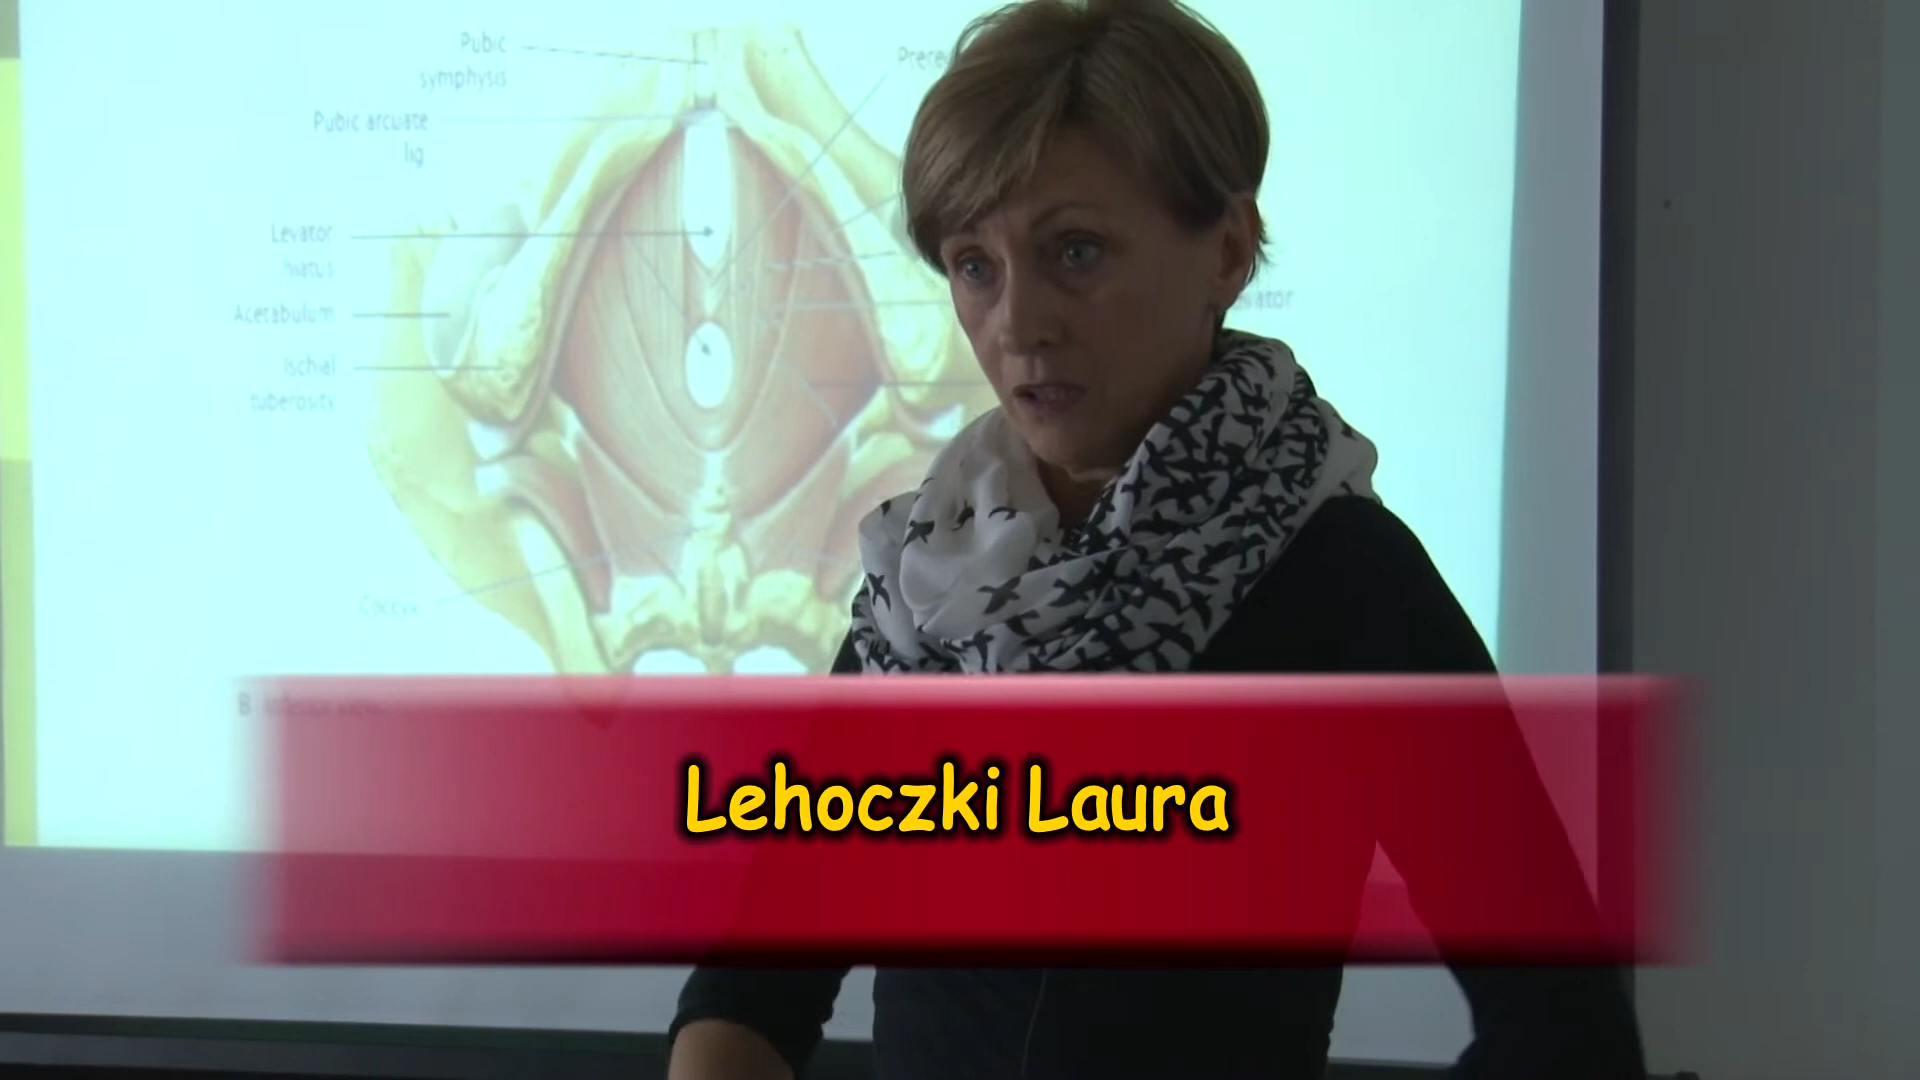 Pubic
symphysis
Pubic arcuate
lig
Levator
hiatus
Acetabulum
Ischial
tuberosity
Coccyx
B
Lehoczki Laura